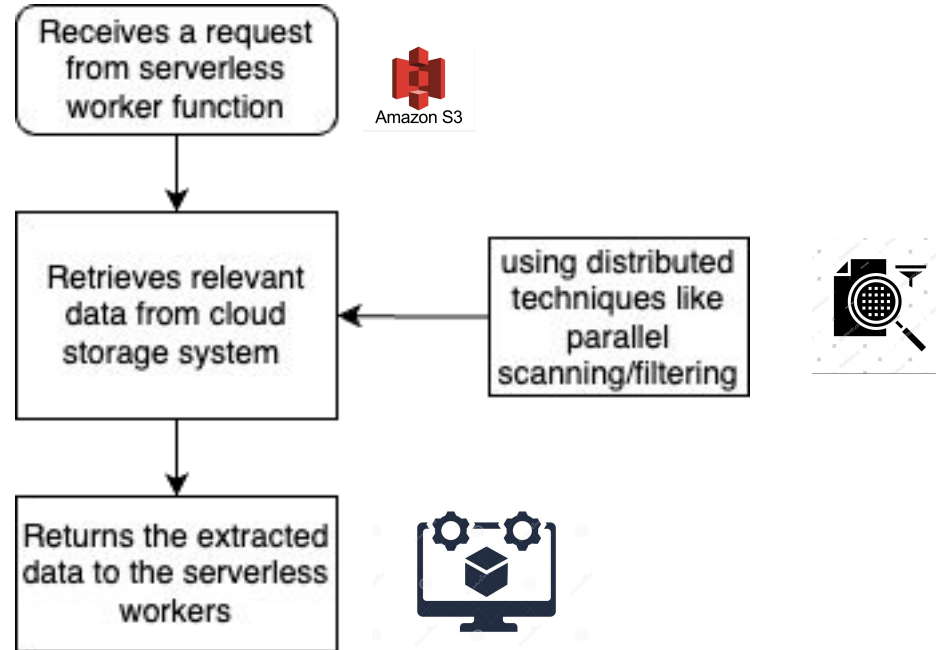 Receives a request
from serverless
worker function
Amazon S3
Retrieves relevant
data from cloud
storage system
using distributed
techniques like
parallel
scanning/filtering
Returns the extracted
data to the serverless
workers